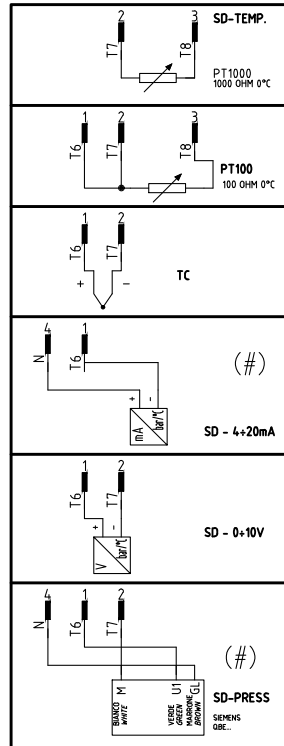 2 3 SD-TEMP.
T7 T8
PT1000
1000 OHM 0°C
1 2 3
T6 T7 T8
PT100
100 OHM 0°C
1 2
T6 T7
+ -
TC
4 1
N T6
(#)
+ -
mA bar/°C
SD - 4÷20mA
1 2
T6 T7
+ -
V bar/°C
SD - 0÷10V
4 1 2
N T6 T7
(#)
BIANCO
WHITE
M
VERDE
GREEN
U1
MARRONE
BROWN
GL
SD-PRESS
SIEMENS
QBE...